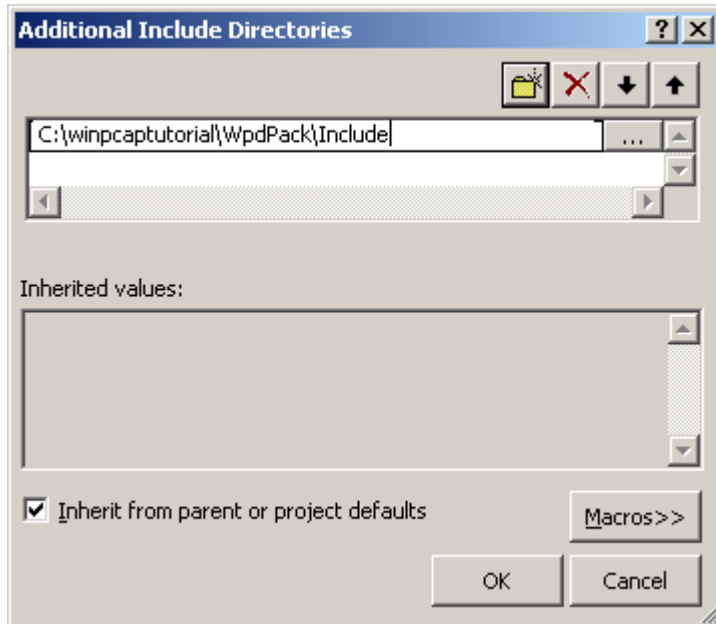 Additional Include Directories
C:\winpcaptutorial\WpdPack\Include
...
Inherited values:
Inherit from parent or project defaults
Macros>>
OK
Cancel